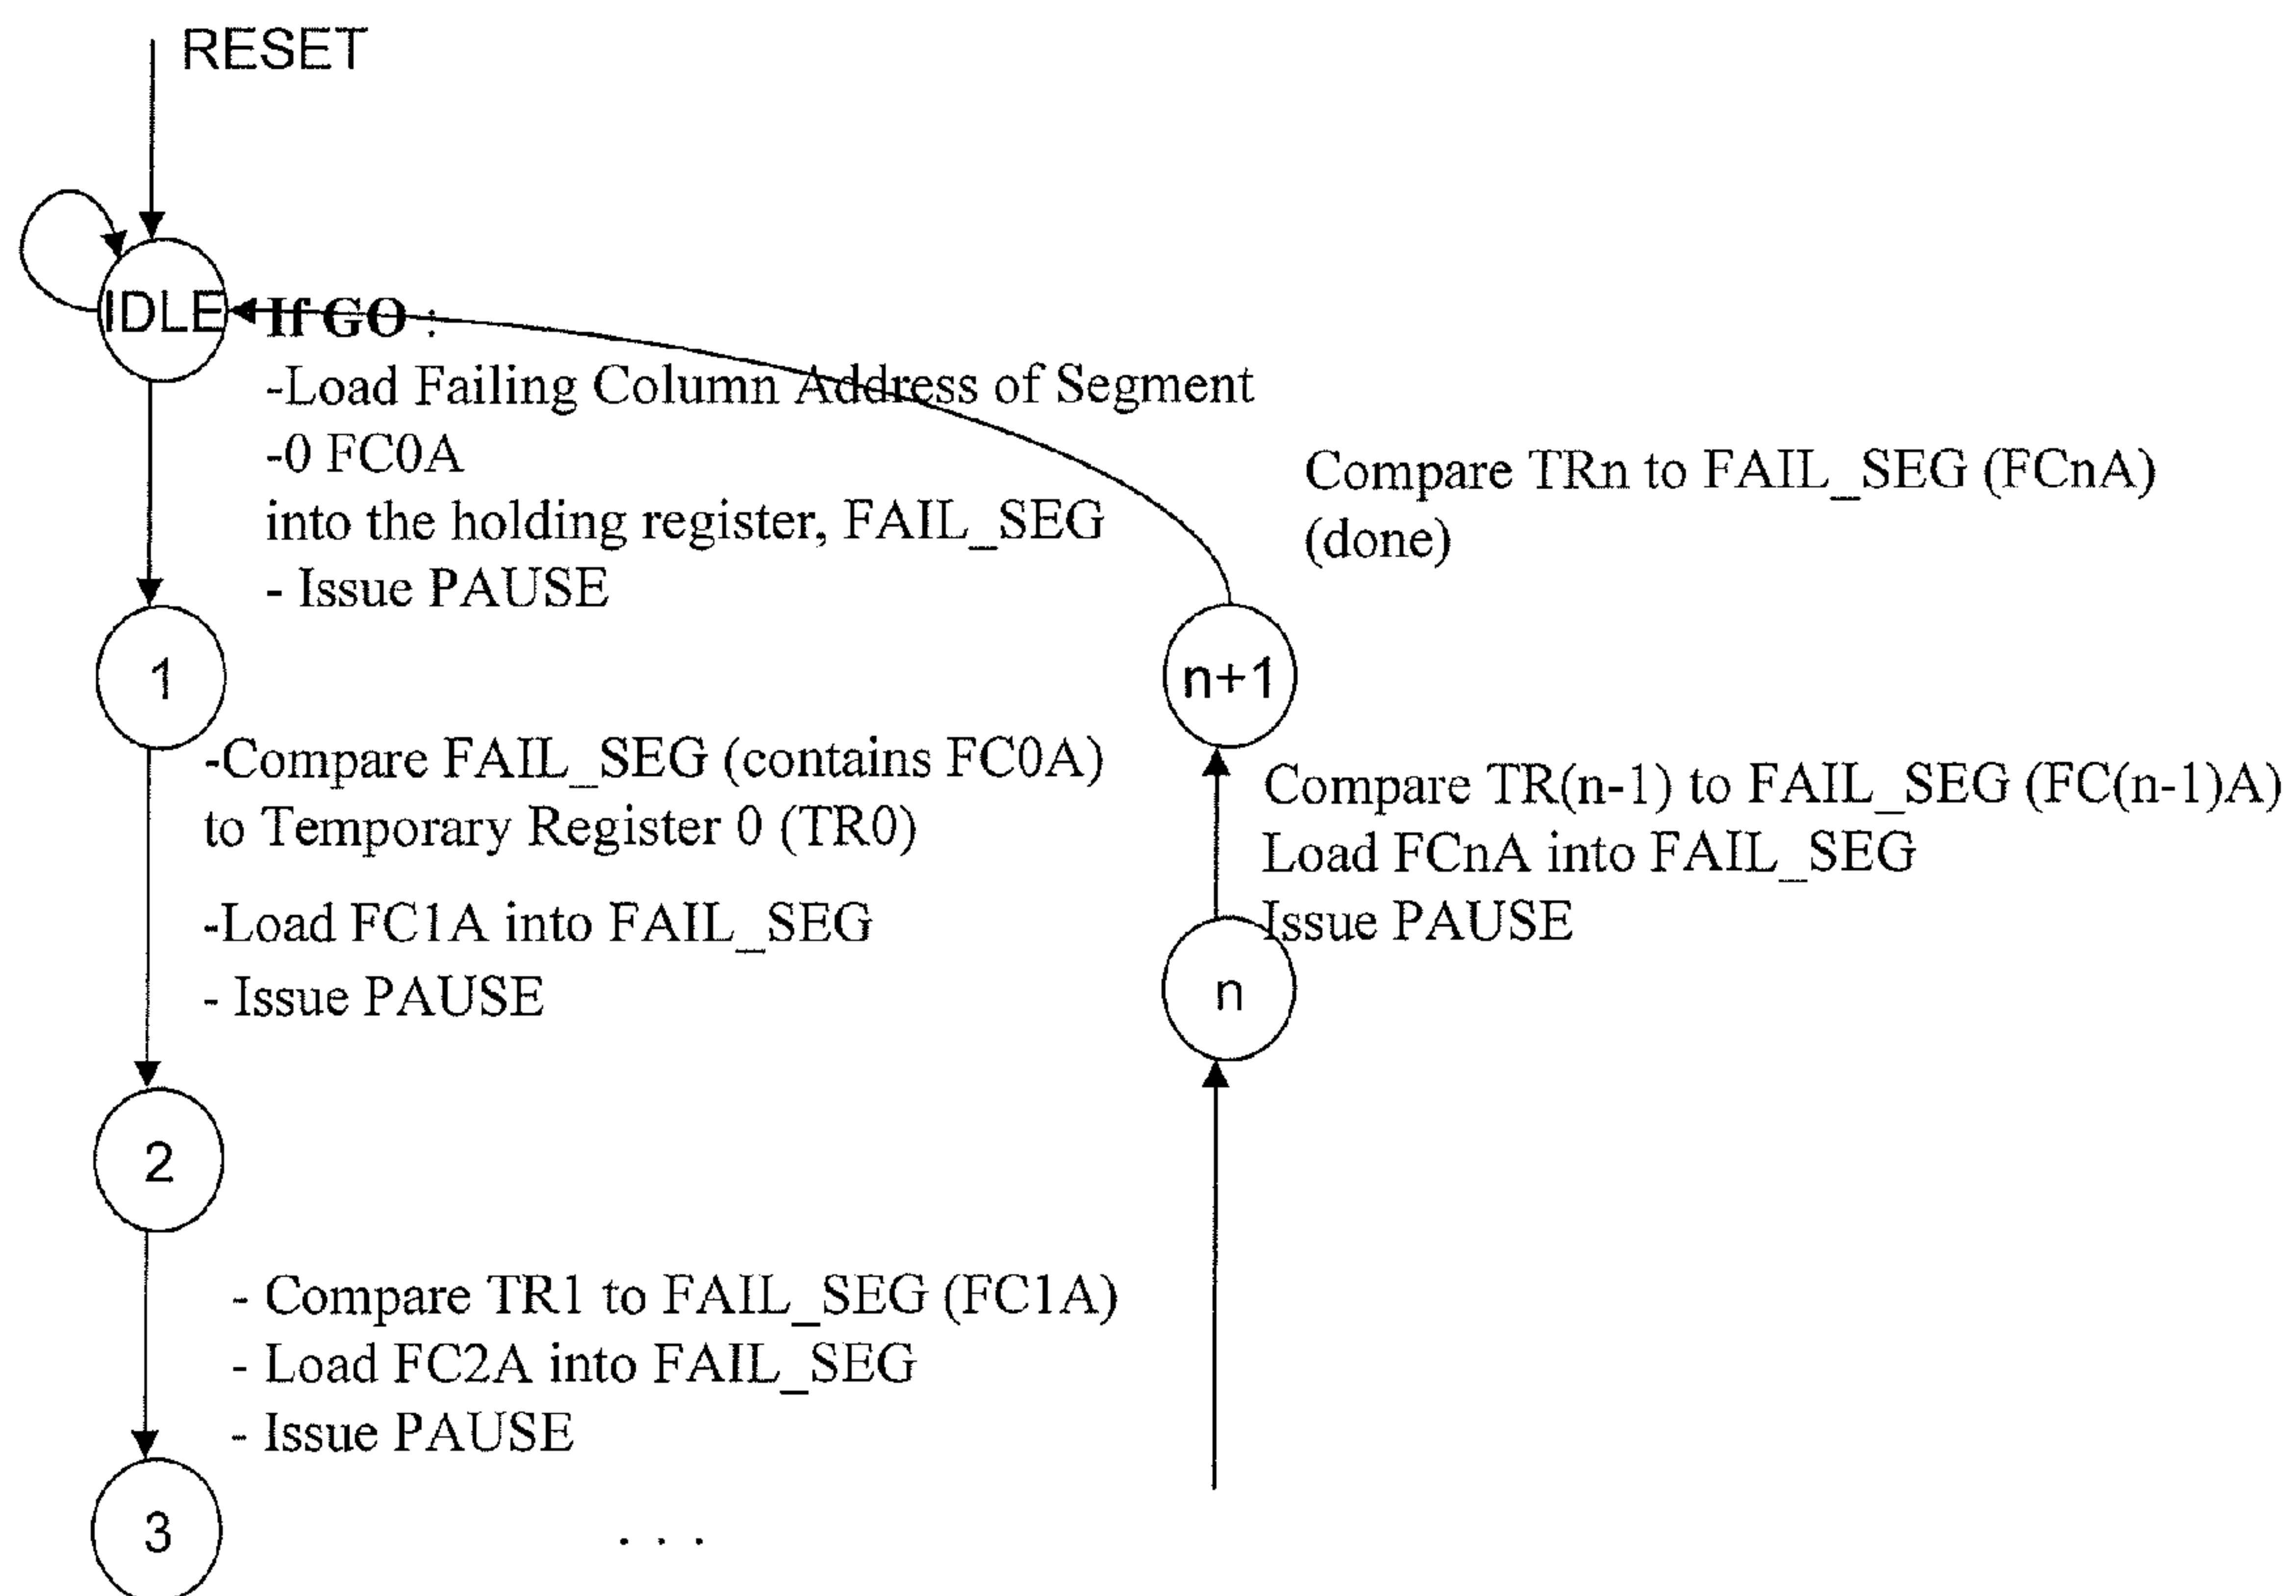 RESET
IDLE
If GO :
-Load Failing Column Address of Segment
-0 FC0A
into the holding register, FAIL_SEG
- Issue PAUSE
1
-Compare FAIL_SEG (contains FC0A)
to Temporary Register 0 (TR0)
-Load FC1A into FAIL_SEG
- Issue PAUSE
2
- Compare TR1 to FAIL_SEG (FC1A)
- Load FC2A into FAIL_SEG
- Issue PAUSE
3
. . .
n
Compare TR(n-1) to FAIL_SEG (FC(n-1)A)
Load FCnA into FAIL_SEG
Issue PAUSE
n+1
Compare TRn to FAIL_SEG (FCnA)
(done)